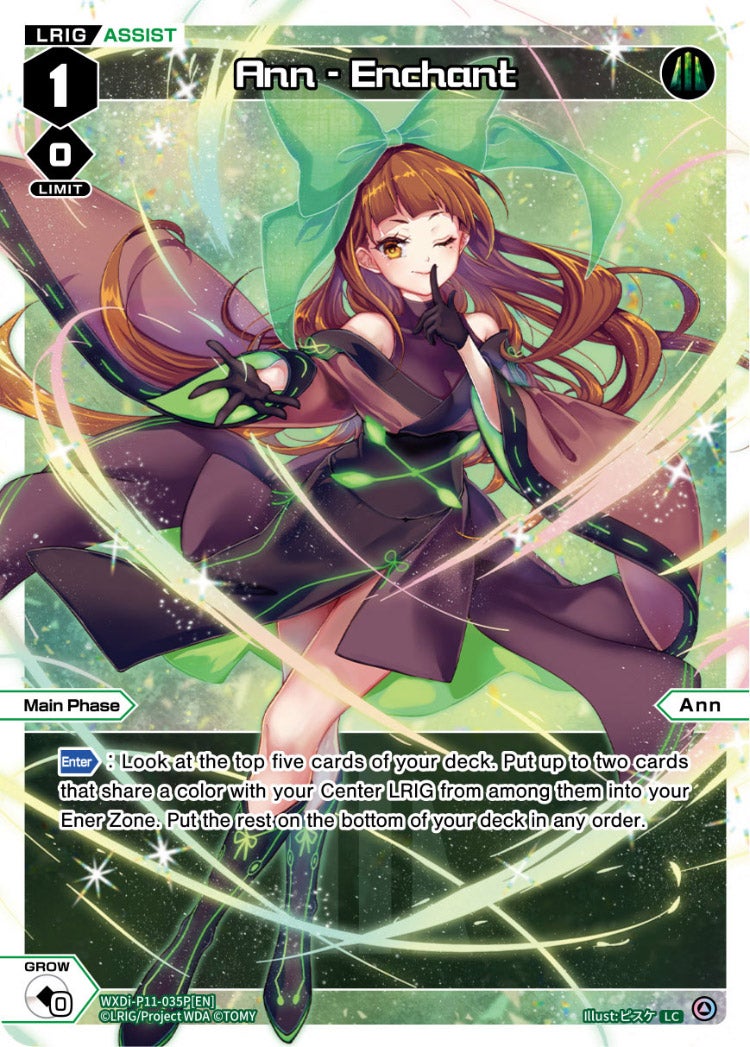 LRIG ASSIST
1
Ann - Enchant
0
LIMIT
Main Phase
Ann
Enter : Look at the top five cards of your deck. Put up to two cards
that share a color with your Center LRIG from among them into your
Ener Zone. Put the rest on the bottom of your deck in any order.
GROW
0
WXDi-P11-035P[EN]
©LRIG/Project WDA ©TOMY
Illust:ピスケ LC